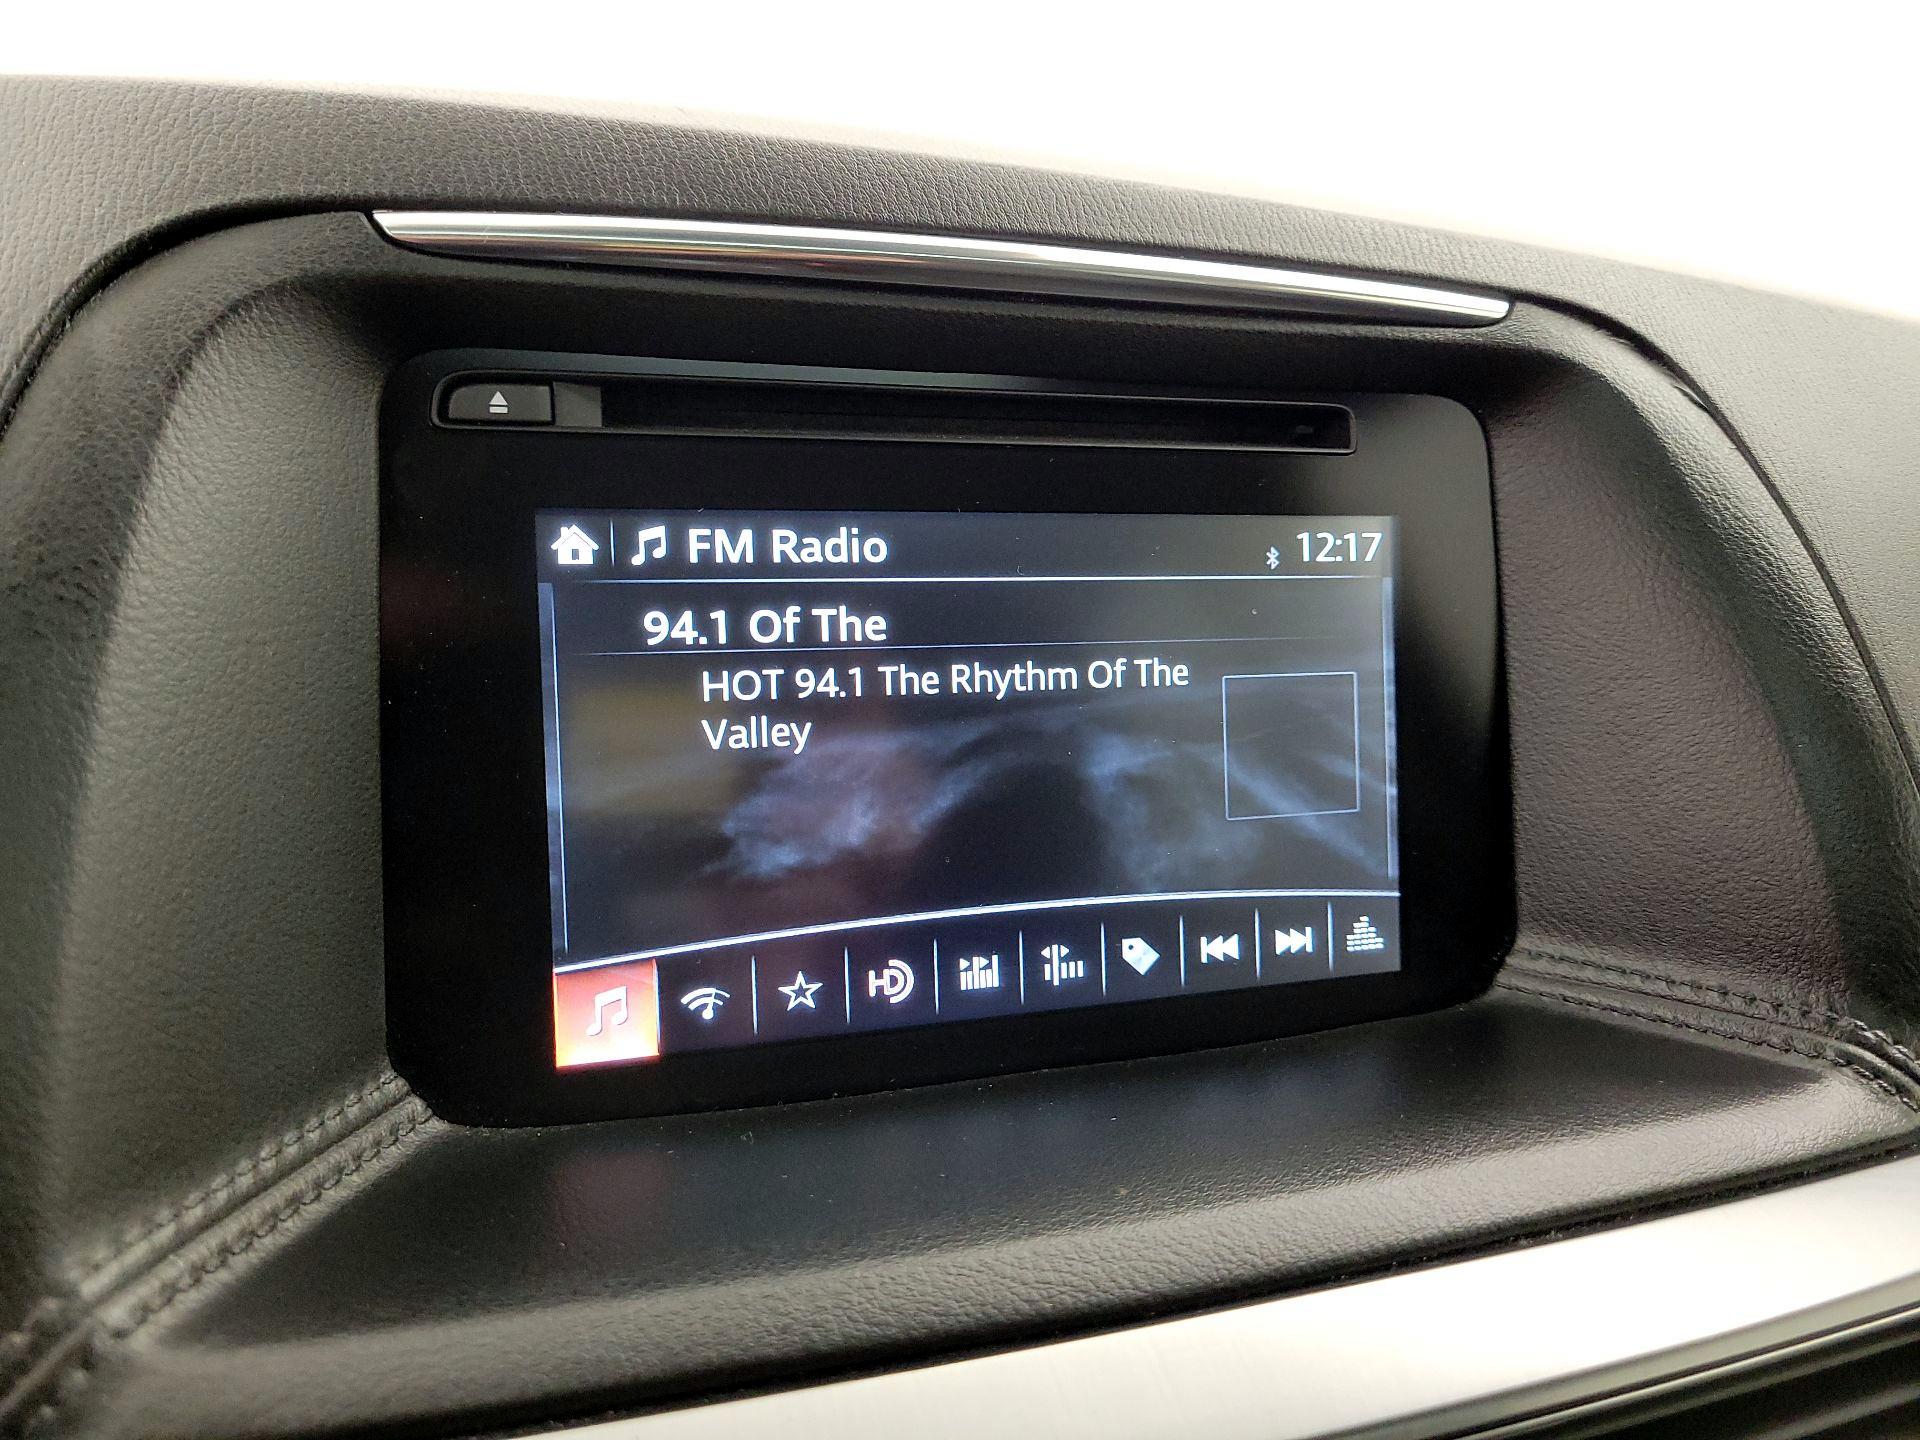 FM Radio
12:17
94.1 Of The
HOT 94.1 The Rhythm Of The
Valley
HD